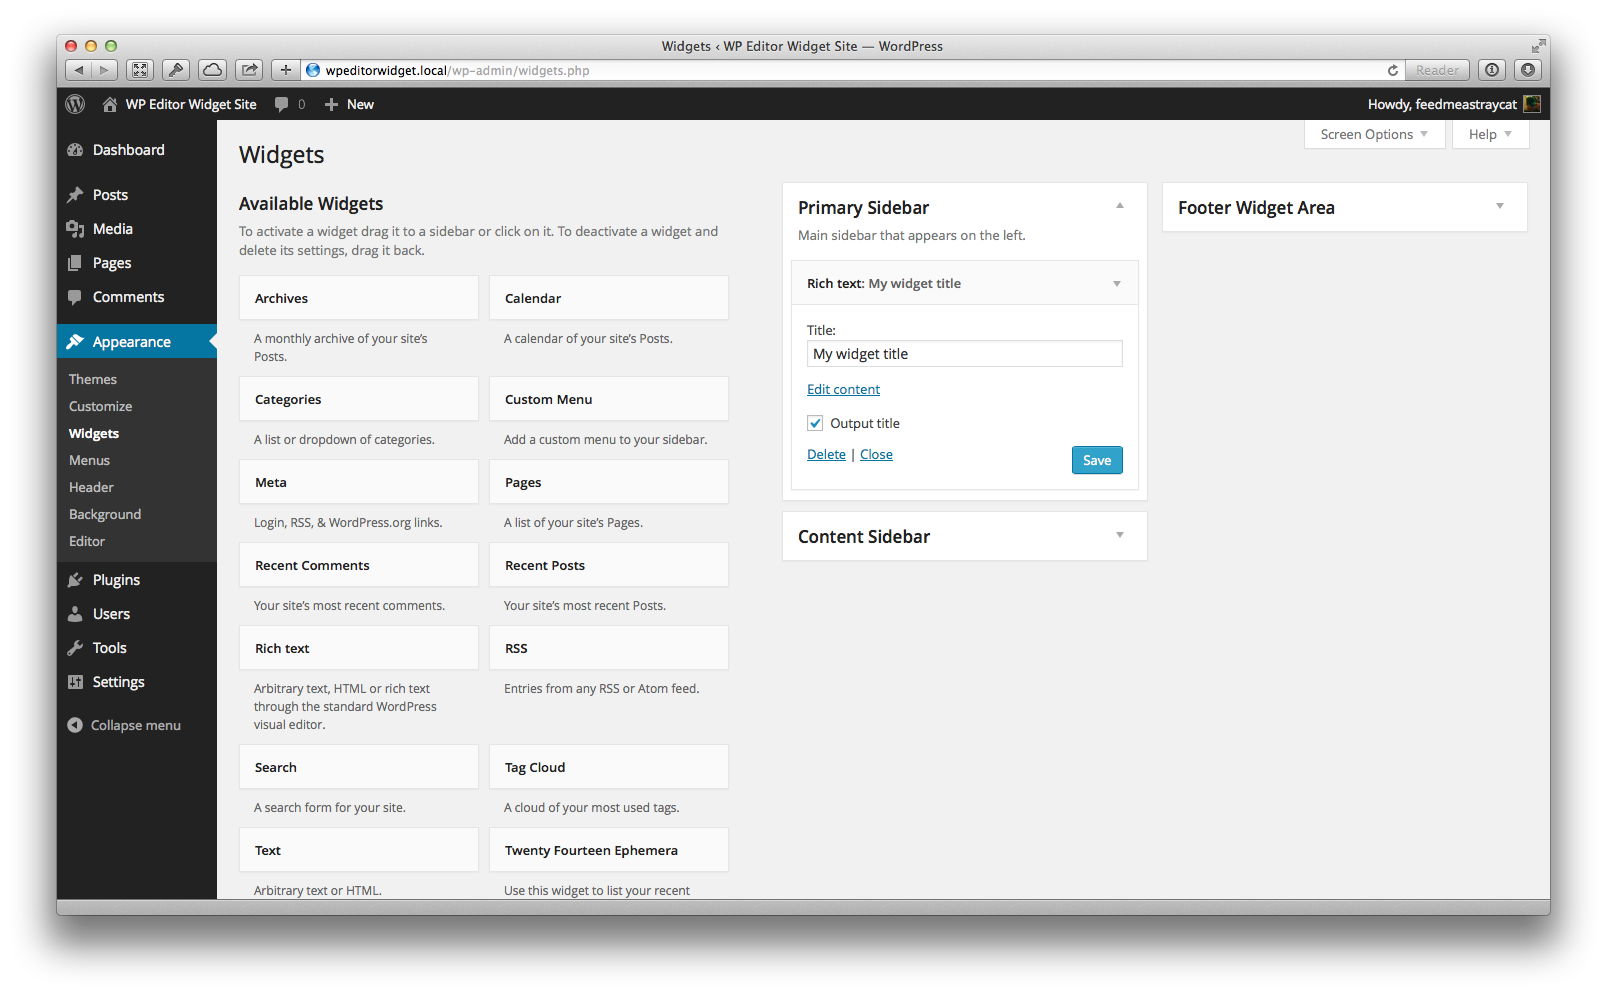 Widgets ‹ WP Editor Widget Site — WordPress
wpeditorwidget.local/wp-admin/widgets.php
Reader
WP Editor Widget Site 0 New
Howdy, feedmeastraycat
Screen Options
Help
Dashboard
Posts
Media
Pages
Comments
Appearance
Themes
Customize
Widgets
Menus
Header
Background
Editor
Plugins
Users
Tools
Settings
Collapse menu
Widgets
Available Widgets
To activate a widget drag it to a sidebar or click on it. To deactivate a widget and
delete its settings, drag it back.
Archives
A monthly archive of your site’s
Posts.
Calendar
A calendar of your site’s Posts.
Categories
A list or dropdown of categories.
Custom Menu
Add a custom menu to your sidebar.
Meta
Login, RSS, & WordPress.org links.
Pages
A list of your site’s Pages.
Recent Comments
Your site’s most recent comments.
Recent Posts
Your site’s most recent Posts.
Rich text
Arbitrary text, HTML or rich text
through the standard WordPress
visual editor.
RSS
Entries from any RSS or Atom feed.
Search
A search form for your site.
Tag Cloud
A cloud of your most used tags.
Text
Arbitrary text or HTML.
Twenty Fourteen Ephemera
Use this widget to list your recent
Primary Sidebar
Main sidebar that appears on the left.
Rich text: My widget title
Title:
My widget title
Edit content
Output title
Delete | Close
Save
Content Sidebar
Footer Widget Area